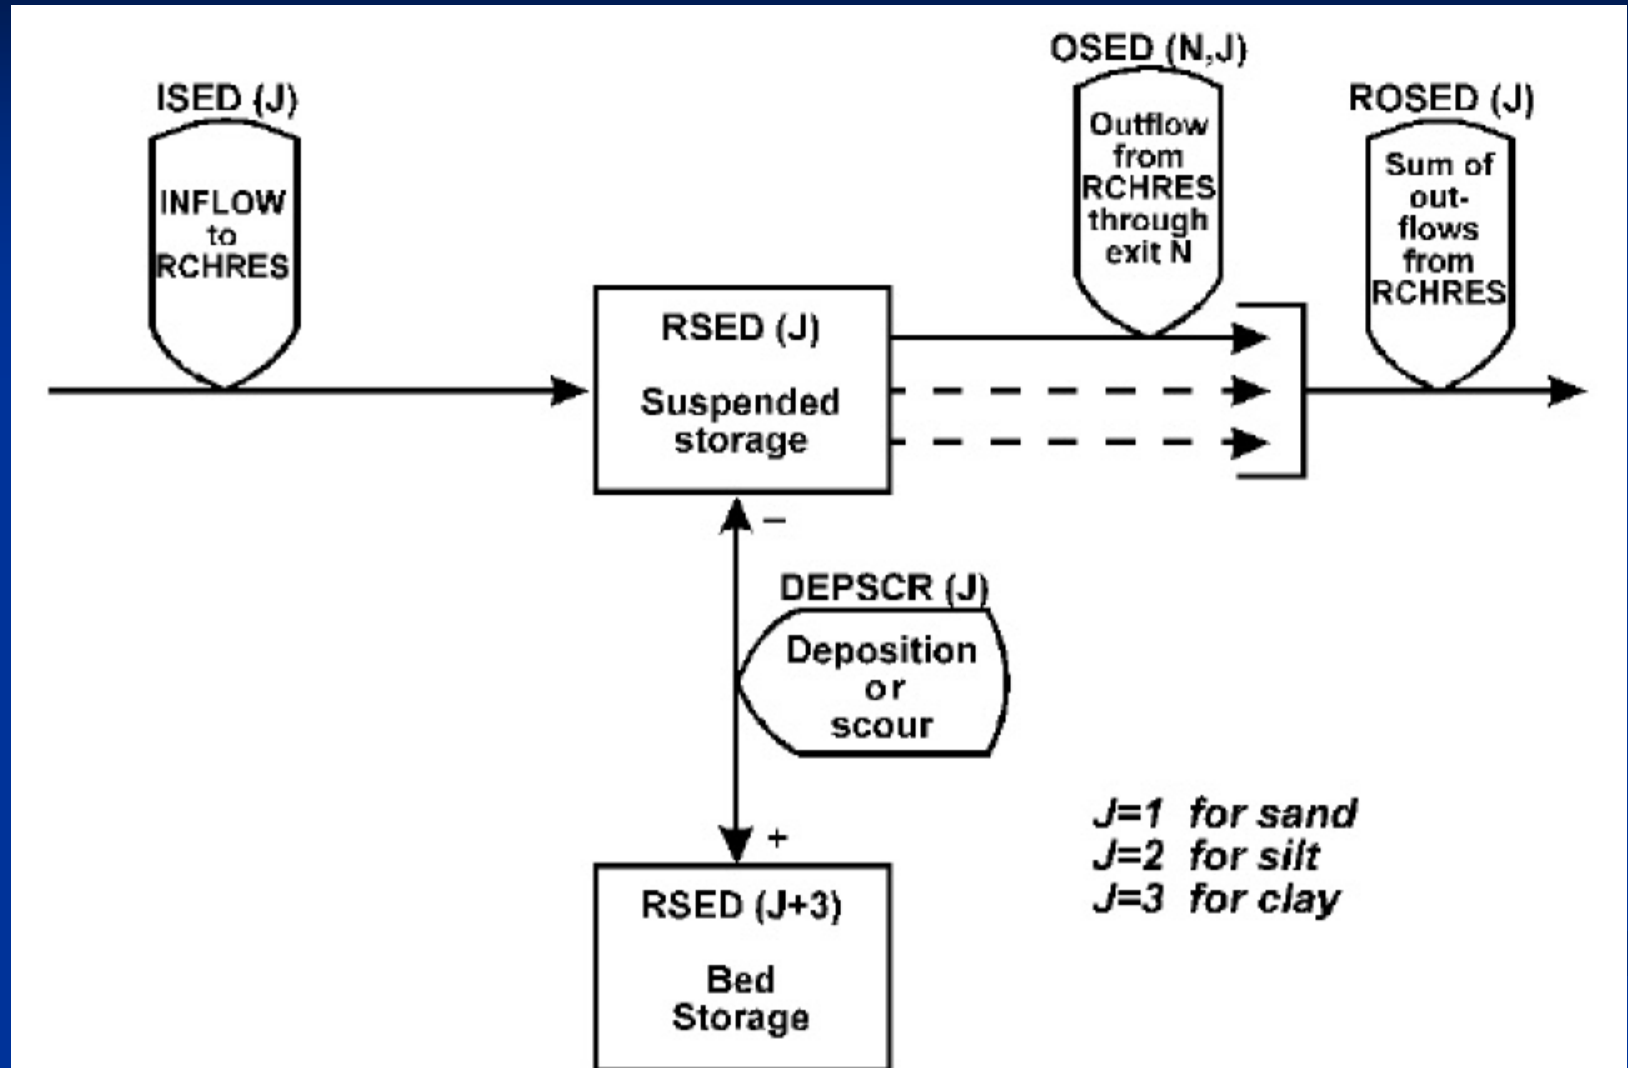 ISED (J)
INFLOW
to
RCHRES
OSED (N,J)
Outflow
from
RCHRES
through
exit N
ROSED (J)
Sum of
out-
flows
from
RCHRES
RSED (J)
Suspended
storage
–
DEPSCR (J)
Deposition
or
scour
+
RSED (J+3)
Bed
Storage
J=1 for sand
J=2 for silt
J=3 for clay